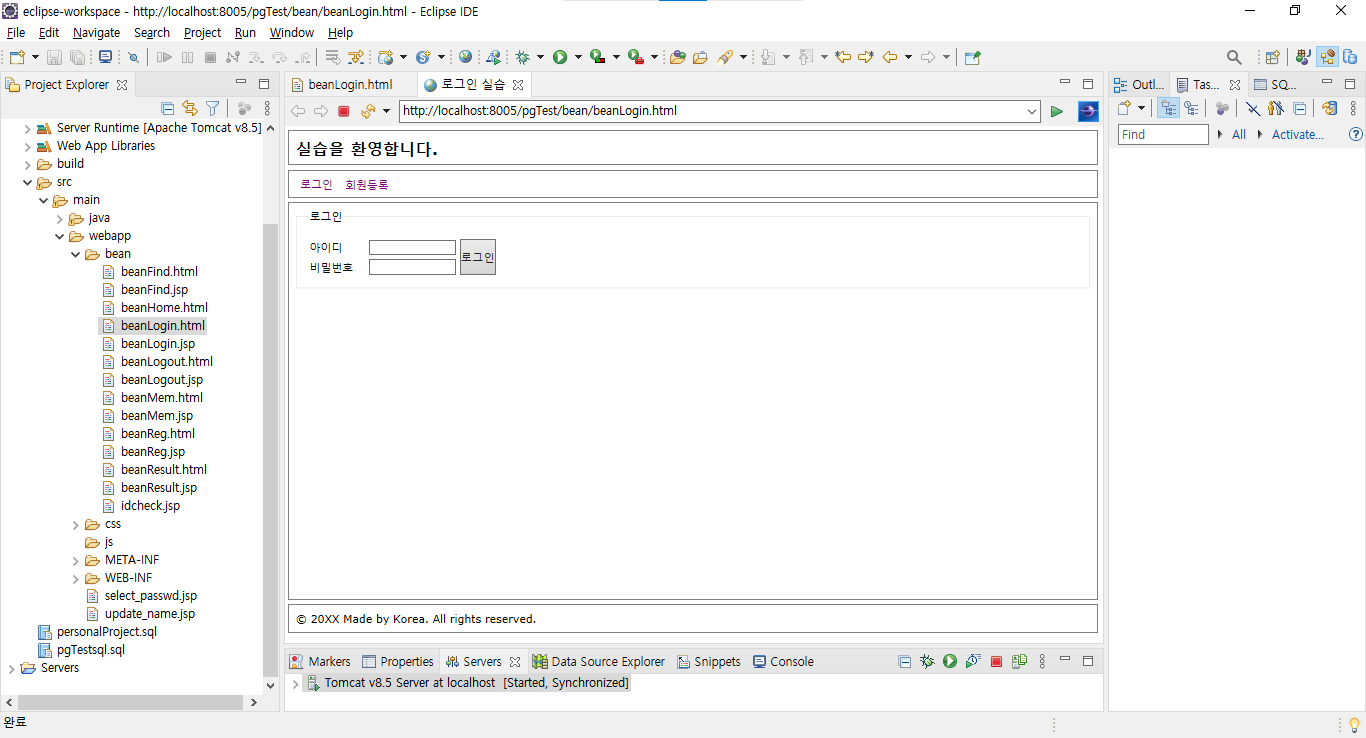 eclipse-workspace - http://localhost:8005/pgTest/bean/beanLogin.html - Eclipse IDE
File Edit Navigate Search Project Run Window Help
Project Explorer
Server Runtime [Apache Tomcat v8.5]
Web App Libraries
build
src
main
java
webapp
bean
beanFind.html
beanFind.jsp
beanHome.html
beanLogin.html
beanLogin.jsp
beanLogout.html
beanLogout.jsp
beanMem.html
beanMem.jsp
beanReg.html
beanReg.jsp
beanResult.html
beanResult.jsp
idcheck.jsp
css
js
META-INF
WEB-INF
select_passwd.jsp
update_name.jsp
personalProject.sql
pgTestsql.sql
Servers
beanLogin.html 로그인 실습
http://localhost:8005/pgTest/bean/beanLogin.html
실습을 환영합니다.
로그인 회원등록
로그인
아이디
비밀번호
로그인
© 20XX Made by Korea. All rights reserved.
Markers Properties Servers Data Source Explorer Snippets Console
Tomcat v8.5 Server at localhost [Started, Synchronized]
Outl... Tas... SQ...
Find All Activate...
완료